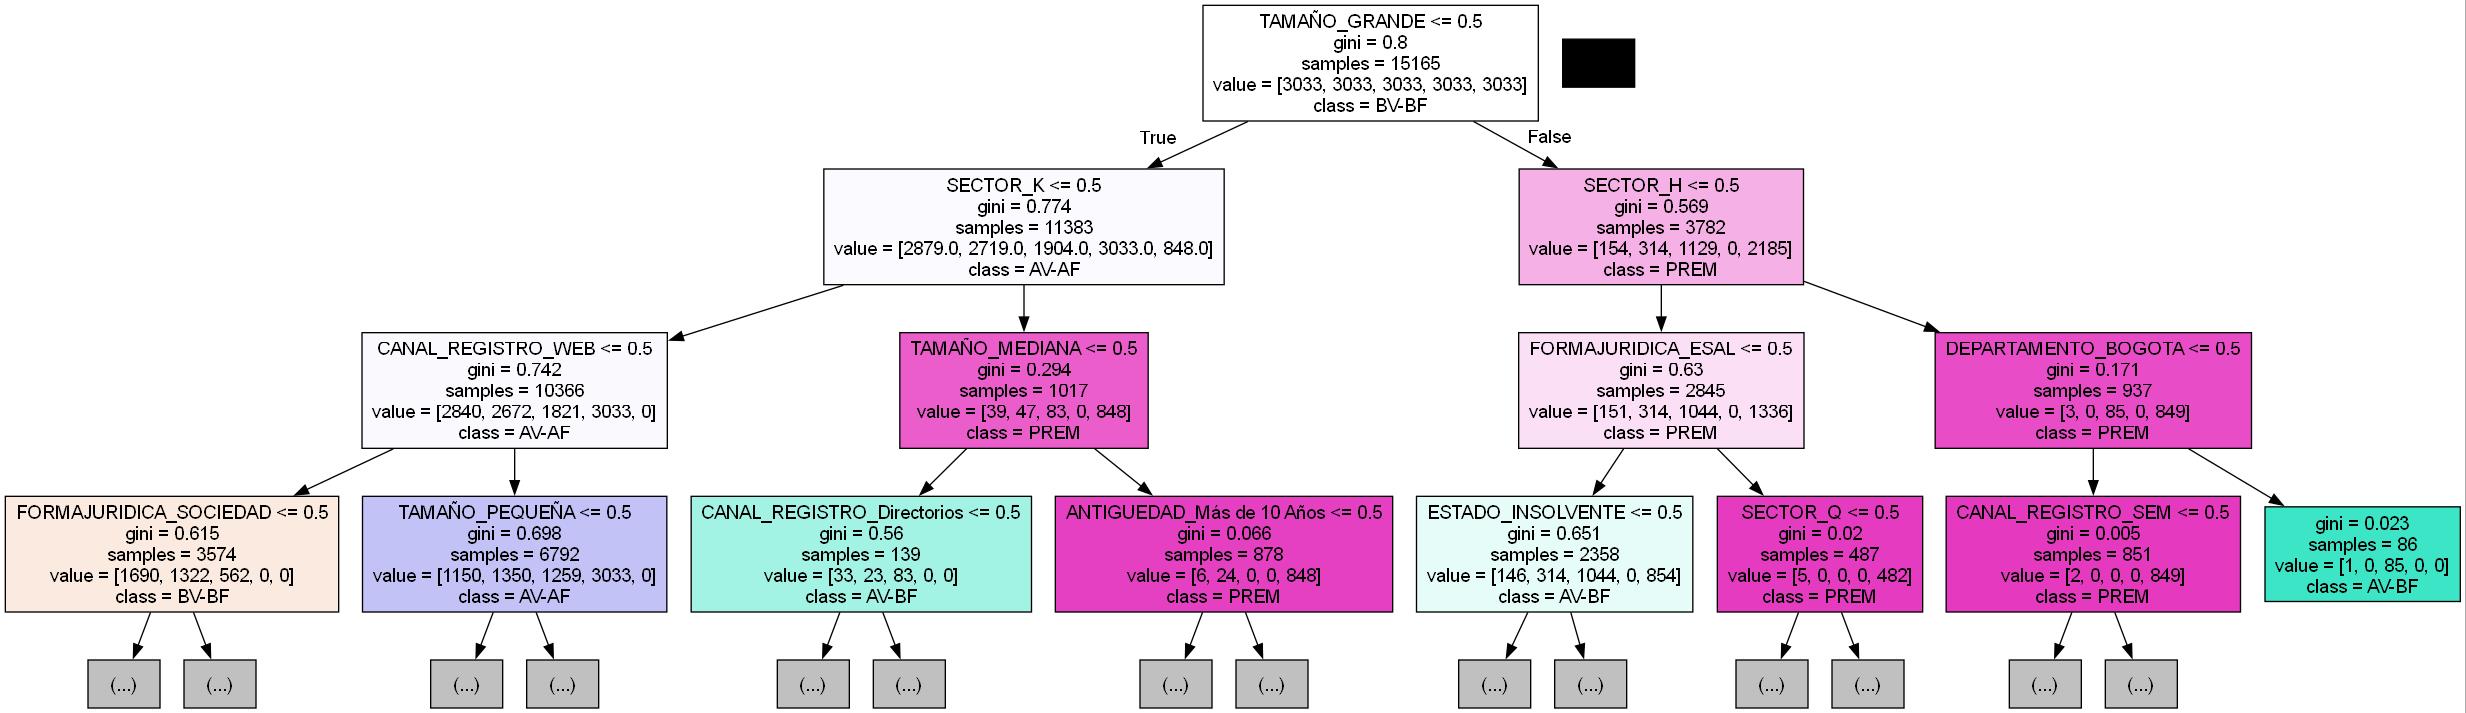 TAMAÑO_GRANDE <= 0.5
gini = 0.8
samples = 15165
value = [3033, 3033, 3033, 3033, 3033]
class = BV-BF
True
False
SECTOR_K <= 0.5
gini = 0.774
samples = 11383
value = [2879.0, 2719.0, 1904.0, 3033.0, 848.0]
class = AV-AF
SECTOR_H <= 0.5
gini = 0.569
samples = 3782
value = [154, 314, 1129, 0, 2185]
class = PREM
CANAL_REGISTRO_WEB <= 0.5
gini = 0.742
samples = 10366
value = [2840, 2672, 1821, 3033, 0]
class = AV-AF
TAMAÑO_MEDIANA <= 0.5
gini = 0.294
samples = 1017
value = [39, 47, 83, 0, 848]
class = PREM
FORMAJURIDICA_ESAL <= 0.5
gini = 0.63
samples = 2845
value = [151, 314, 1044, 0, 1336]
class = PREM
DEPARTAMENTO_BOGOTA <= 0.5
gini = 0.171
samples = 937
value = [3, 0, 85, 0, 849]
class = PREM
FORMAJURIDICA_SOCIEDAD <= 0.5
gini = 0.615
samples = 3574
value = [1690, 1322, 562, 0, 0]
class = BV-BF
TAMAÑO_PEQUEÑA <= 0.5
gini = 0.698
samples = 6792
value = [1150, 1350, 1259, 3033, 0]
class = AV-AF
CANAL_REGISTRO_Directorios <= 0.5
gini = 0.56
samples = 139
value = [33, 23, 83, 0, 0]
class = AV-BF
ANTIGUEDAD_Más de 10 Años <= 0.5
gini = 0.066
samples = 878
value = [6, 24, 0, 0, 848]
class = PREM
ESTADO_INSOLVENTE <= 0.5
gini = 0.651
samples = 2358
value = [146, 314, 1044, 0, 854]
class = AV-BF
SECTOR_Q <= 0.5
gini = 0.02
samples = 487
value = [5, 0, 0, 0, 482]
class = PREM
CANAL_REGISTRO_SEM <= 0.5
gini = 0.005
samples = 851
value = [2, 0, 0, 0, 849]
class = PREM
gini = 0.023
samples = 86
value = [1, 0, 85, 0, 0]
class = AV-BF
(...)
(...)
(...)
(...)
(...)
(...)
(...)
(...)
(...)
(...)
(...)
(...)
(...)
(...)